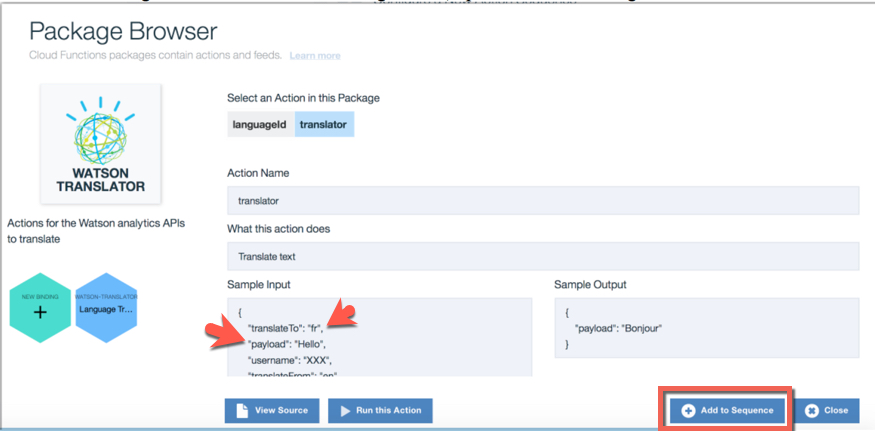 Package Browser
Cloud Functions packages contain actions and feeds. Learn more
WATSON
TRANSLATOR
Actions for the Watson analytics APIs
to translate
NEW BINDING
+
WATSON-TRANSLATOR
Language Tr...
Select an Action in this Package
languageId translator
Action Name
translator
What this action does
Translate text
Sample Input
{
"translateTo": "fr",
"payload": "Hello",
"username": "XXX",
"translateFrom": "en"
Sample Output
{
"payload": "Bonjour"
}
View Source Run this Action Add to Sequence Close